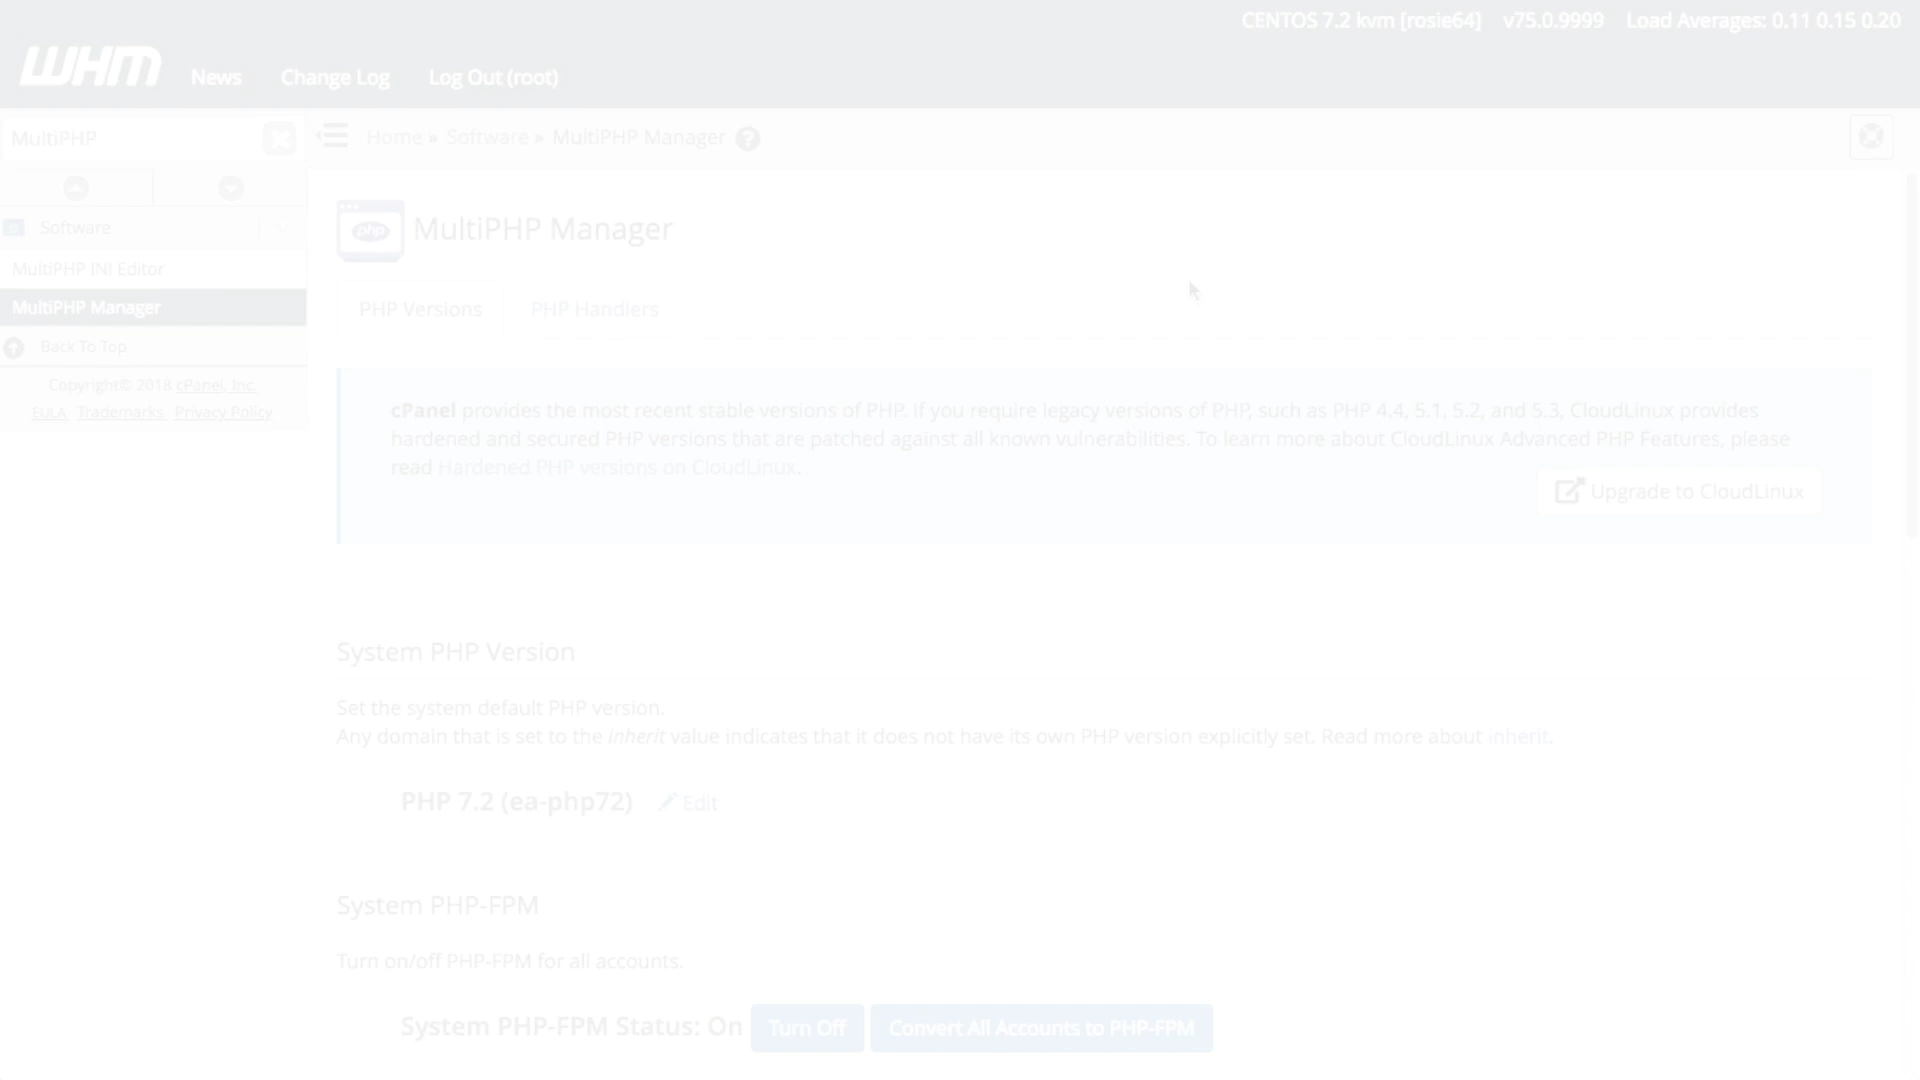 CENTOS 7.2 kvm [rosie64] v75.0.9999 Load Averages: 0.11 0.15 0.20
WHM News Change Log Log Out (root)
MultiPHP
Home » Software » MultiPHP Manager
php MultiPHP Manager
Software
MultiPHP INI Editor
MultiPHP Manager
Back To Top
Copyright© 2018 cPanel, Inc.
EULA Trademarks Privacy Policy
PHP Versions PHP Handlers
cPanel provides the most recent stable versions of PHP. If you require legacy versions of PHP, such as PHP 4.4, 5.1, 5.2, and 5.3, CloudLinux provides
hardened and secured PHP versions that are patched against all known vulnerabilities. To learn more about CloudLinux Advanced PHP Features, please
read Hardened PHP versions on CloudLinux.
Upgrade to CloudLinux
System PHP Version
Set the system default PHP version.
Any domain that is set to the inherit value indicates that it does not have its own PHP version explicitly set. Read more about inherit.
PHP 7.2 (ea-php72) Edit
System PHP-FPM
Turn on/off PHP-FPM for all accounts.
System PHP-FPM Status: On Turn Off Convert All Accounts to PHP-FPM